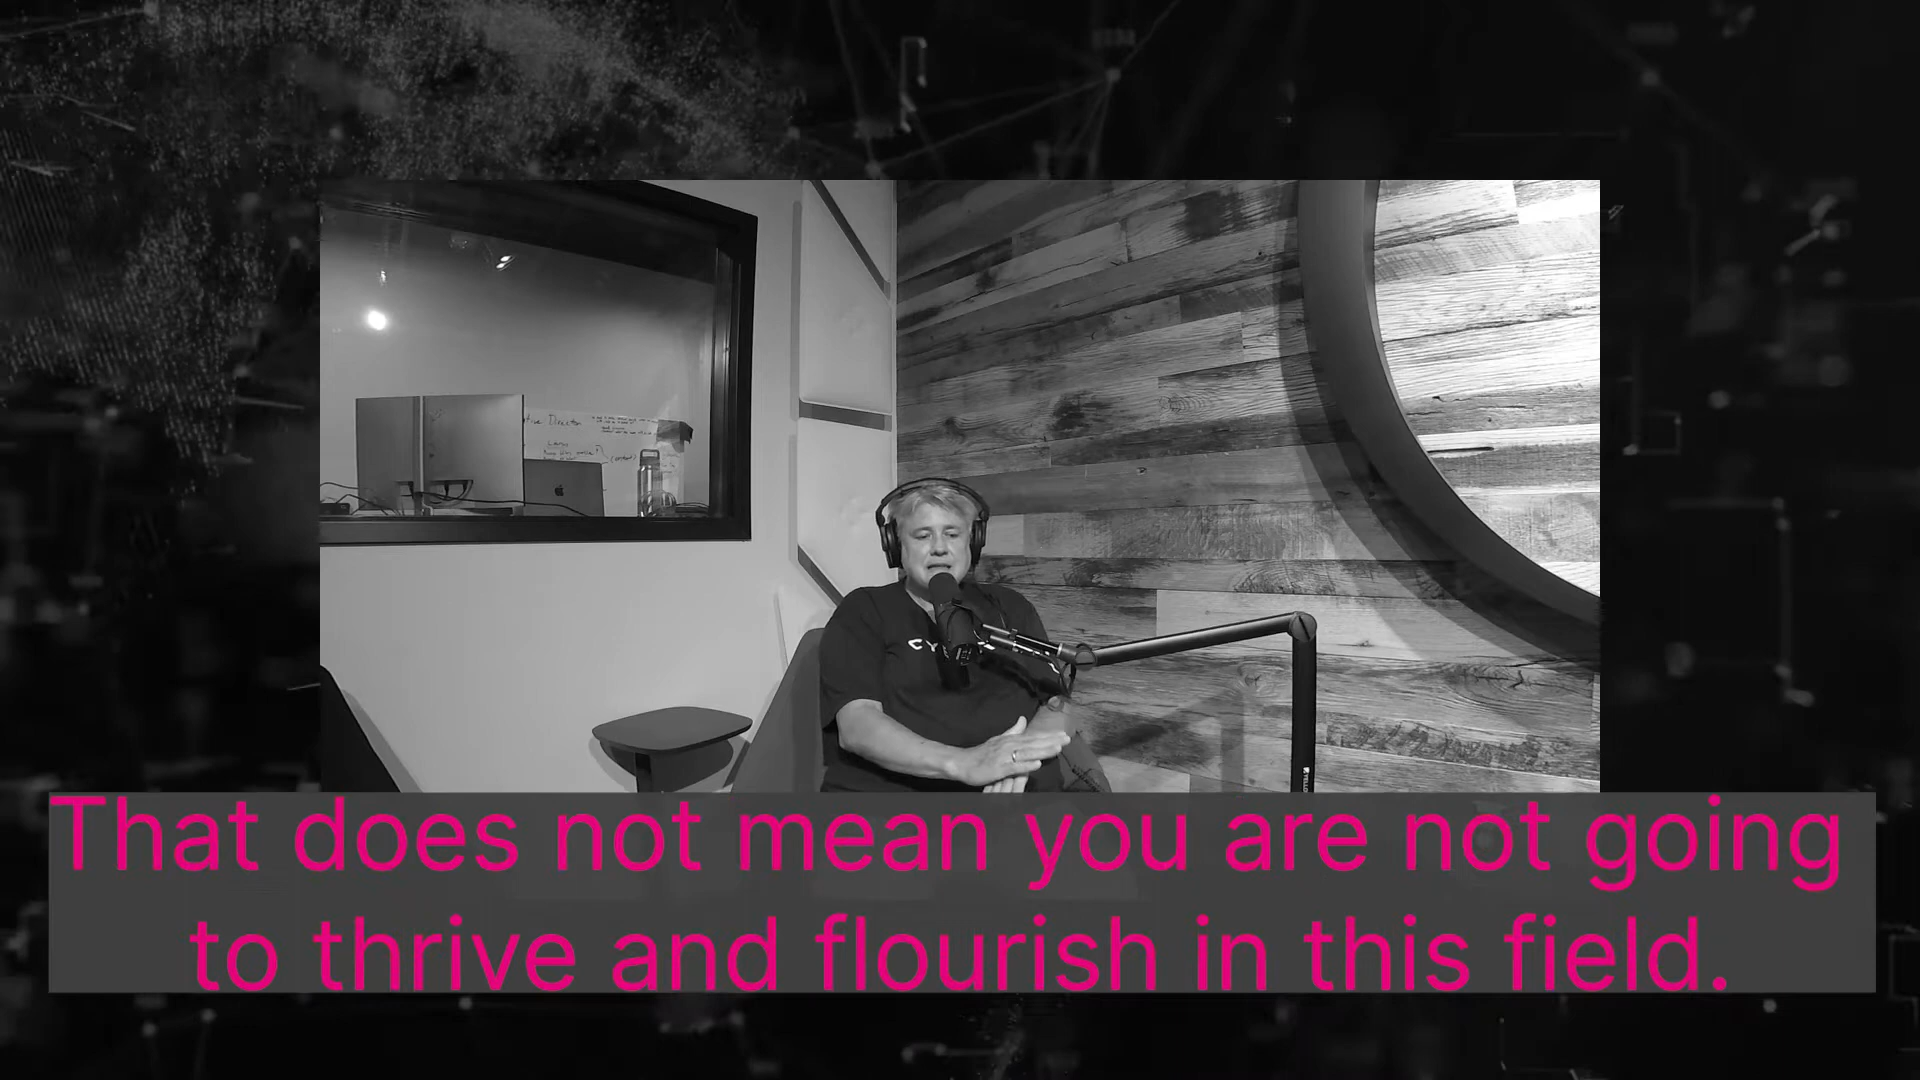 That does not mean you are not going
to thrive and flourish in this field.